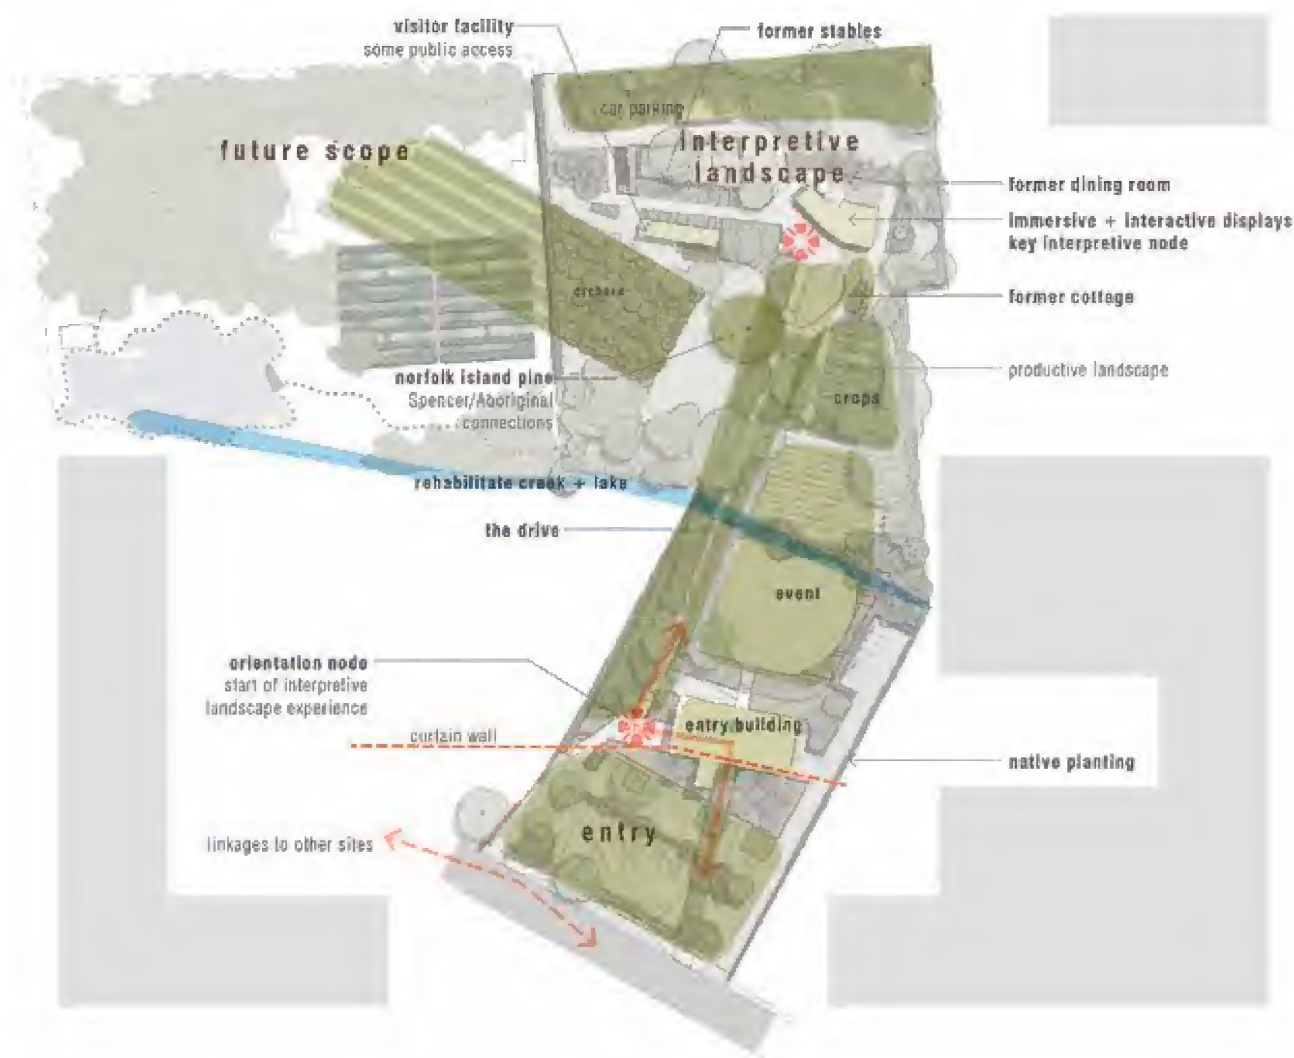 visitor facility
some public access
former stables
car parking
future scope
interpretive
landscape
former dining room
immersive + interactive displays
key interpretive node
orchard
former cottage
norfolk island pine
Spencer/Aboriginal
connections
productive landscape
crops
rehabilitate creek + lake
the drive
event
orientation node
start of interpretive
landscape experience
entry building
curtain wall
native planting
entry
linkages to other sites